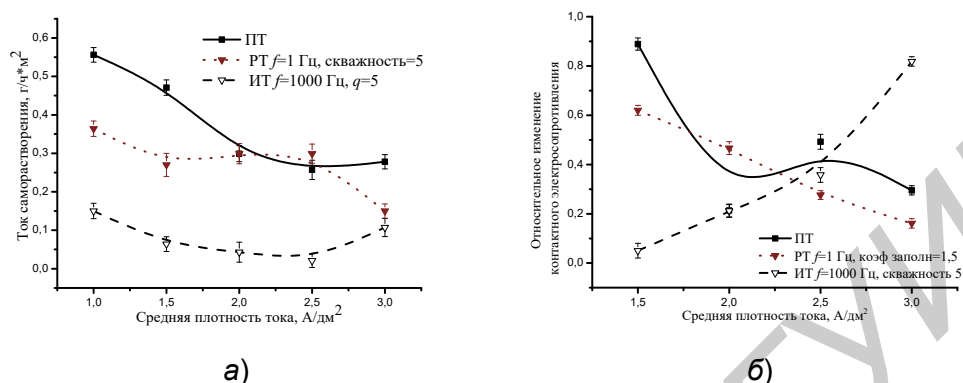 Ток саморастворения, г/ч*м2
0,6
0,5
0,4
0,3
0,2
0,1
0,0
ПТ
РТ f=1 Гц, скважность=5
ИТ f=1000 Гц, q=5
1,0 1,5 2,0 2,5 3,0
Средняя плотность тока, А/дм2
а)
Относительное изменение
контактного электросопротивления
1,0
0,8
0,6
0,4
0,2
0,0
ПТ
РТ f=1 Гц, коэф заполн=1,5
ИТ f=1000 Гц, скважность 5
1,5 2,0 2,5 3,0
Средняя плотность тока, А/дм2
б)